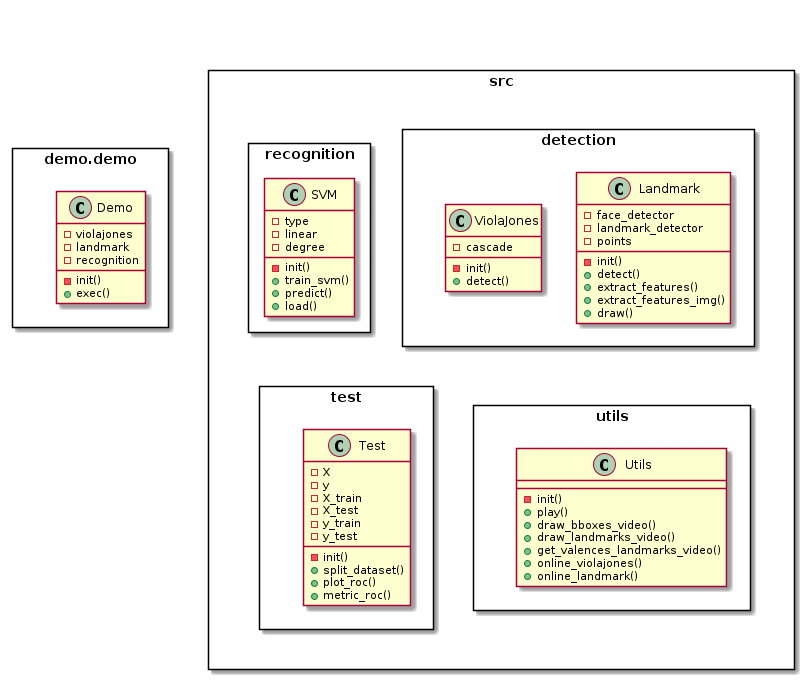 src
demo.demo
C Demo
violajones
landmark
recognition
init()
exec()
recognition
C SVM
type
linear
degree
init()
train_svm()
predict()
load()
detection
C ViolaJones
cascade
init()
detect()
C Landmark
face_detector
landmark_detector
points
init()
detect()
extract_features()
extract_features_img()
draw()
test
C Test
X
y
X_train
X_test
y_train
y_test
init()
split_dataset()
plot_roc()
metric_roc()
utils
C Utils
init()
play()
draw_bboxes_video()
draw_landmarks_video()
get_valences_landmarks_video()
online_violajones()
online_landmark()